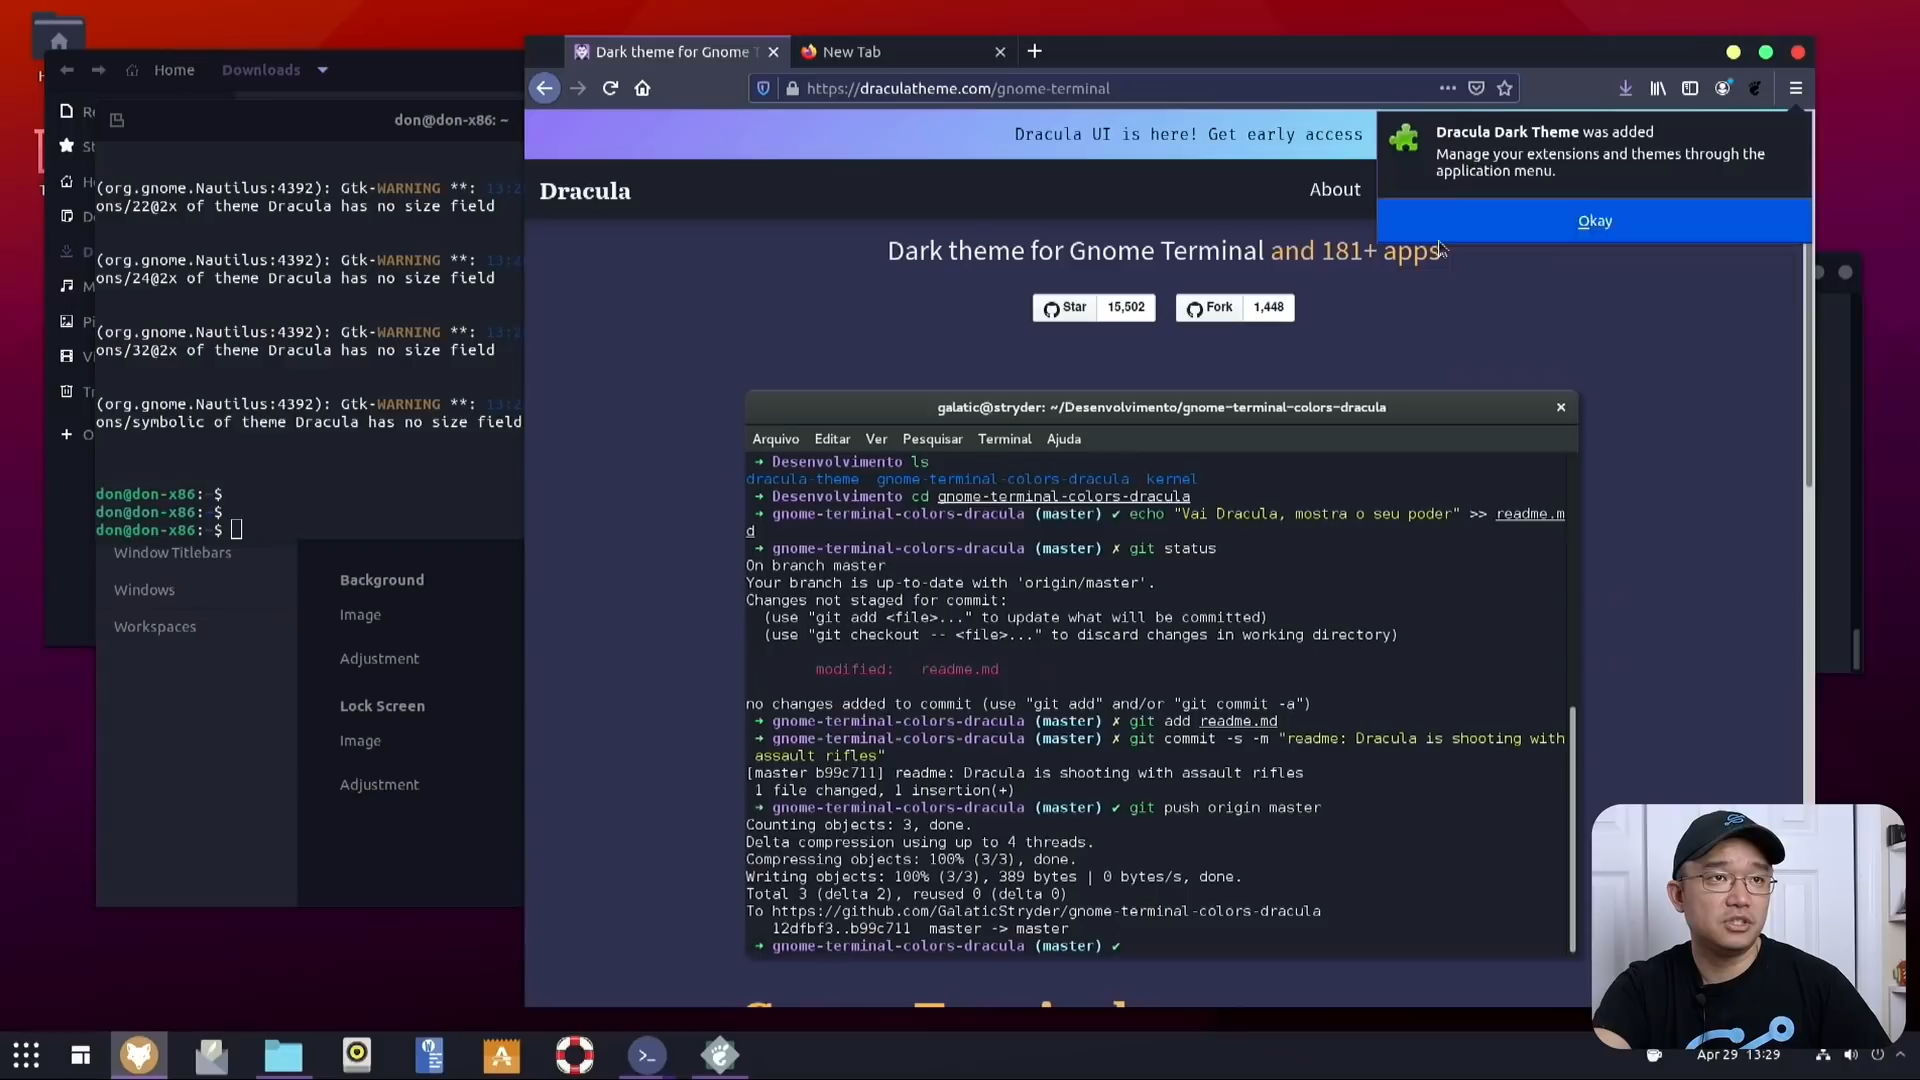 Home
Downloads
don@don-x86: ~
(org.gnome.Nautilus:4392): Gtk-WARNING **:
ons/22@2x of theme Dracula has no size field
(org.gnome.Nautilus:4392): Gtk-WARNING **:
ons/24@2x of theme Dracula has no size field
(org.gnome.Nautilus:4392): Gtk-WARNING **:
ons/32@2x of theme Dracula has no size field
(org.gnome.Nautilus:4392): Gtk-WARNING **:
ons/symbolic of theme Dracula has no size field
don@don-x86:~$
don@don-x86:~$
don@don-x86:~$
Window Titlebars
Windows
Workspaces
Background
Image
Adjustment
Lock Screen
Image
Adjustment
Dark theme for Gnome T
New Tab
https://draculatheme.com/gnome-terminal
Dracula UI is here! Get early access
Dracula Dark Theme was added
Manage your extensions and themes through the
application menu.
Okay
Dracula
About
Dark theme for Gnome Terminal and 181+ apps
Star 15,502
Fork 1,448
galatic@stryder: ~/Desenvolvimento/gnome-terminal-colors-dracula
Arquivo Editar Ver Pesquisar Terminal Ajuda
➜ Desenvolvimento ls
dracula-theme gnome-terminal-colors-dracula kernel
➜ Desenvolvimento cd gnome-terminal-colors-dracula
➜ gnome-terminal-colors-dracula (master) ✔ echo "Vai Dracula, mostra o seu poder" >> readme.m
d
➜ gnome-terminal-colors-dracula (master) ✗ git status
On branch master
Your branch is up-to-date with 'origin/master'.
Changes not staged for commit:
(use "git add <file>..." to update what will be committed)
(use "git checkout -- <file>..." to discard changes in working directory)
modified: readme.md
no changes added to commit (use "git add" and/or "git commit -a")
➜ gnome-terminal-colors-dracula (master) ✗ git add readme.md
➜ gnome-terminal-colors-dracula (master) ✗ git commit -s -m "readme: Dracula is shooting with
assault rifles"
[master b99c711] readme: Dracula is shooting with assault rifles
1 file changed, 1 insertion(+)
➜ gnome-terminal-colors-dracula (master) ✔ git push origin master
Counting objects: 3, done.
Delta compression using up to 4 threads.
Compressing objects: 100% (3/3), done.
Writing objects: 100% (3/3), 389 bytes | 0 bytes/s, done.
Total 3 (delta 2), reused 0 (delta 0)
To https://github.com/GalaticStryder/gnome-terminal-colors-dracula
12dfbf3..b99c711 master -> master
➜ gnome-terminal-colors-dracula (master) ✔
Apr 29 13:29